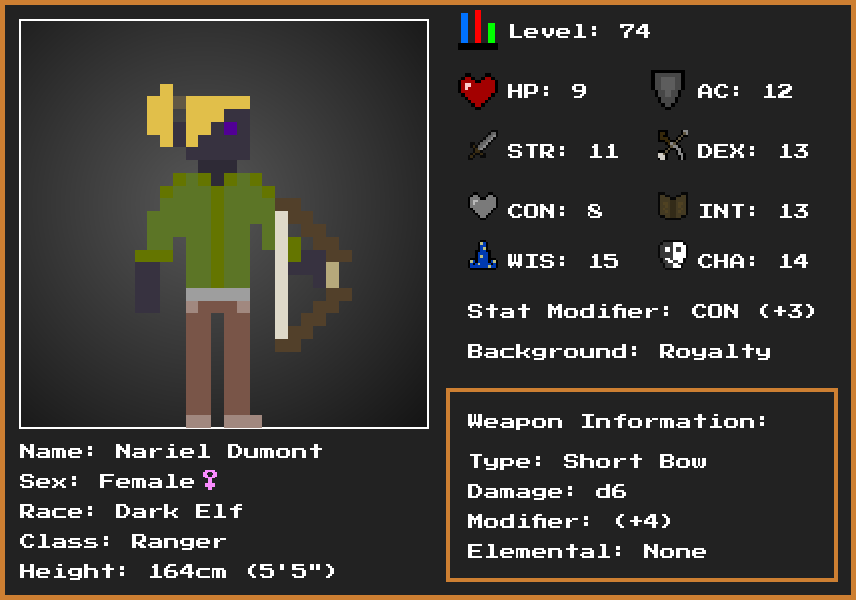 Level: 74
HP: 9 AC: 12
STR: 11 DEX: 13
CON: 8 INT: 13
WIS: 15 CHA: 14
Stat Modifier: CON (+3)
Background: Royalty
Weapon Information:
Type: Short Bow
Damage: d6
Modifier: (+4)
Elemental: None
Name: Nariel Dumont
Sex: Female♀
Race: Dark Elf
Class: Ranger
Height: 164cm (5'5")